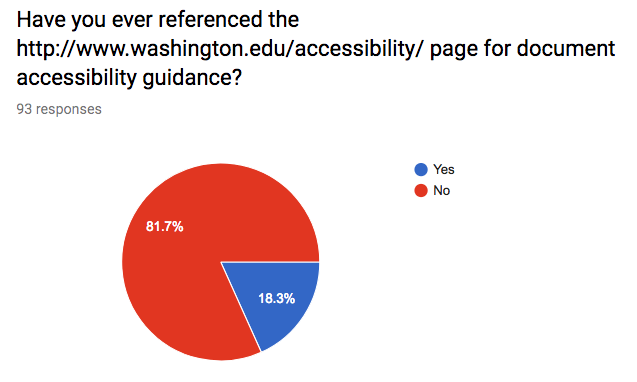 Have you ever referenced the
http://www.washington.edu/accessibility/ page for document
accessibility guidance?
93 responses
Yes
No
81.7%
18.3%